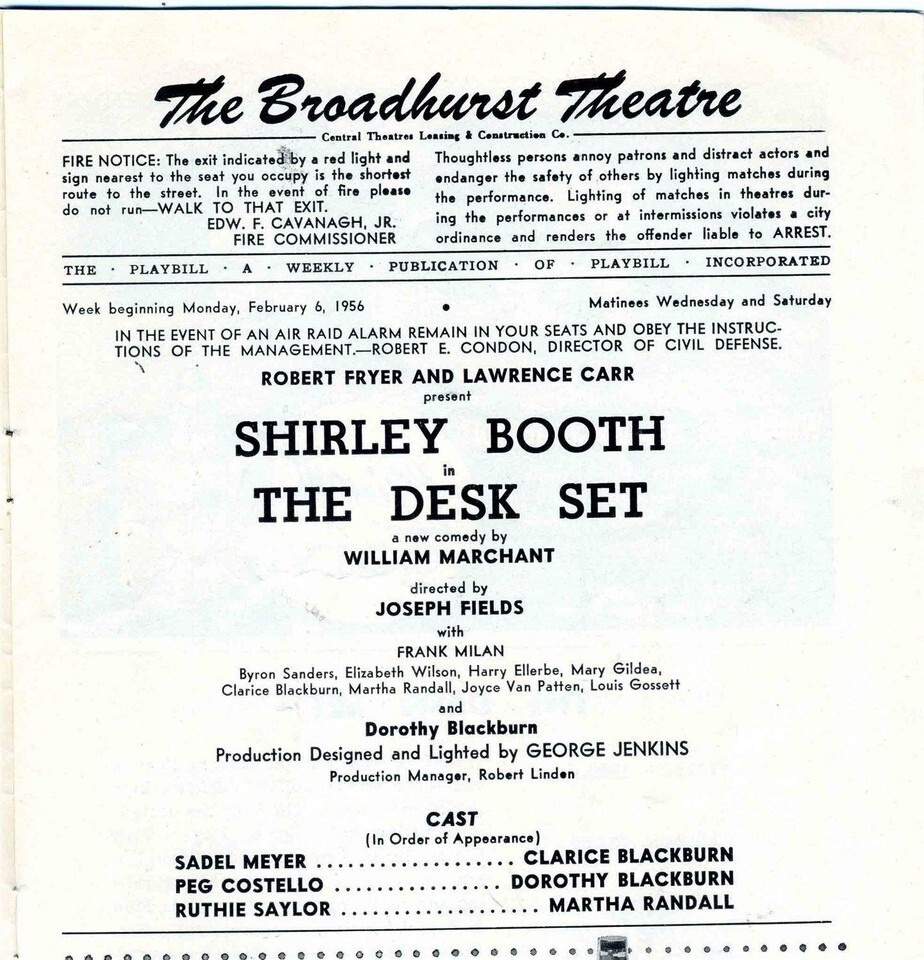 The Broadhurst Theatre
Central Theatres Leasing & Construction Co.
FIRE NOTICE: The exit indicated by a red light and
sign nearest to the seat you occupy is the shortest
route to the street. In the event of fire please
do not run—WALK TO THAT EXIT.
EDW. F. CAVANAGH, JR.
FIRE COMMISSIONER
Thoughtless persons annoy patrons and distract actors and
endanger the safety of others by lighting matches during
the performance. Lighting of matches in theatres dur-
ing the performances or at intermissions violates a city
ordinance and renders the offender liable to ARREST.
THE · PLAYBILL · A · WEEKLY · PUBLICATION · OF · PLAYBILL · INCORPORATED
Week beginning Monday, February 6, 1956 • Matinees Wednesday and Saturday
IN THE EVENT OF AN AIR RAID ALARM REMAIN IN YOUR SEATS AND OBEY THE INSTRUC-
TIONS OF THE MANAGEMENT.—ROBERT E. CONDON, DIRECTOR OF CIVIL DEFENSE.
ROBERT FRYER AND LAWRENCE CARR
present
SHIRLEY BOOTH
in
THE DESK SET
a new comedy by
WILLIAM MARCHANT
directed by
JOSEPH FIELDS
with
FRANK MILAN
Byron Sanders, Elizabeth Wilson, Harry Ellerbe, Mary Gildea,
Clarice Blackburn, Martha Randall, Joyce Van Patten, Louis Gossett
and
Dorothy Blackburn
Production Designed and Lighted by GEORGE JENKINS
Production Manager, Robert Linden
CAST
(In Order of Appearance)
SADEL MEYER .................. CLARICE BLACKBURN
PEG COSTELLO ................ DOROTHY BLACKBURN
RUTHIE SAYLOR ................... MARTHA RANDALL